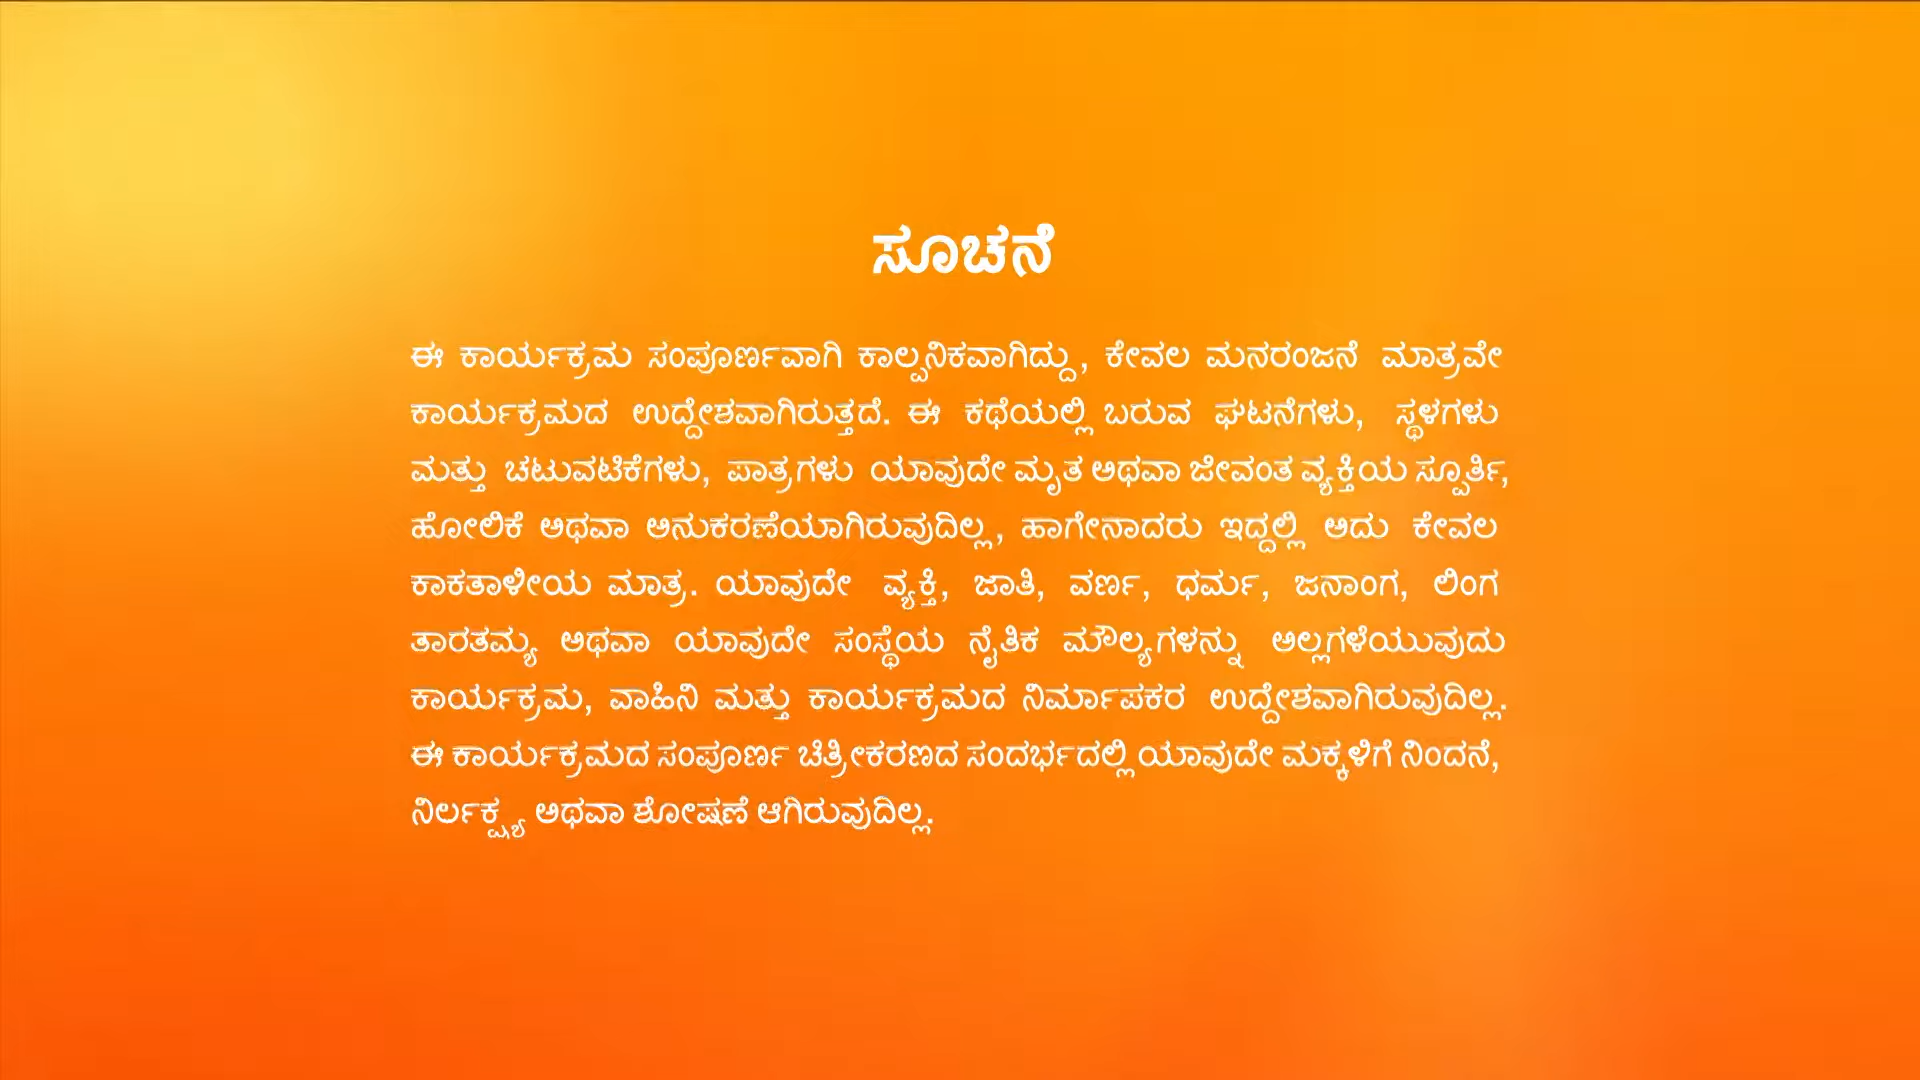 ಸೂಚನೆ
ಈ ಕಾರ್ಯಕ್ರಮ ಸಂಪೂರ್ಣವಾಗಿ ಕಾಲ್ಪನಿಕವಾಗಿದ್ದು, ಕೇವಲ ಮನರಂಜನೆ ಮಾತ್ರವೇ
ಕಾರ್ಯಕ್ರಮದ ಉದ್ದೇಶವಾಗಿರುತ್ತದೆ. ಈ ಕಥೆಯಲ್ಲಿ ಬರುವ ಘಟನೆಗಳು, ಸ್ಥಳಗಳು
ಮತ್ತು ಚಟುವಟಿಕೆಗಳು, ಪಾತ್ರಗಳು ಯಾವುದೇ ಮೃತ ಅಥವಾ ಜೀವಂತ ವ್ಯಕ್ತಿಯ ಸ್ಪೂರ್ತಿ,
ಹೋಲಿಕೆ ಅಥವಾ ಅನುಕರಣೆಯಾಗಿರುವುದಿಲ್ಲ, ಹಾಗೇನಾದರು ಇದ್ದಲ್ಲಿ ಅದು ಕೇವಲ
ಕಾಕತಾಳೀಯ ಮಾತ್ರ. ಯಾವುದೇ ವ್ಯಕ್ತಿ, ಜಾತಿ, ವರ್ಣ, ಧರ್ಮ, ಜನಾಂಗ, ಲಿಂಗ
ತಾರತಮ್ಯ ಅಥವಾ ಯಾವುದೇ ಸಂಸ್ಥೆಯ ನೈತಿಕ ಮೌಲ್ಯಗಳನ್ನು ಅಲ್ಲಗಳೆಯುವುದು
ಕಾರ್ಯಕ್ರಮ, ವಾಹಿನಿ ಮತ್ತು ಕಾರ್ಯಕ್ರಮದ ನಿರ್ಮಾಪಕರ ಉದ್ದೇಶವಾಗಿರುವುದಿಲ್ಲ.
ಈ ಕಾರ್ಯಕ್ರಮದ ಸಂಪೂರ್ಣ ಚಿತ್ರೀಕರಣದ ಸಂದರ್ಭದಲ್ಲಿ ಯಾವುದೇ ಮಕ್ಕಳಿಗೆ ನಿಂದನೆ,
ನಿರ್ಲಕ್ಷ್ಯ ಅಥವಾ ಶೋಷಣೆ ಆಗಿರುವುದಿಲ್ಲ.